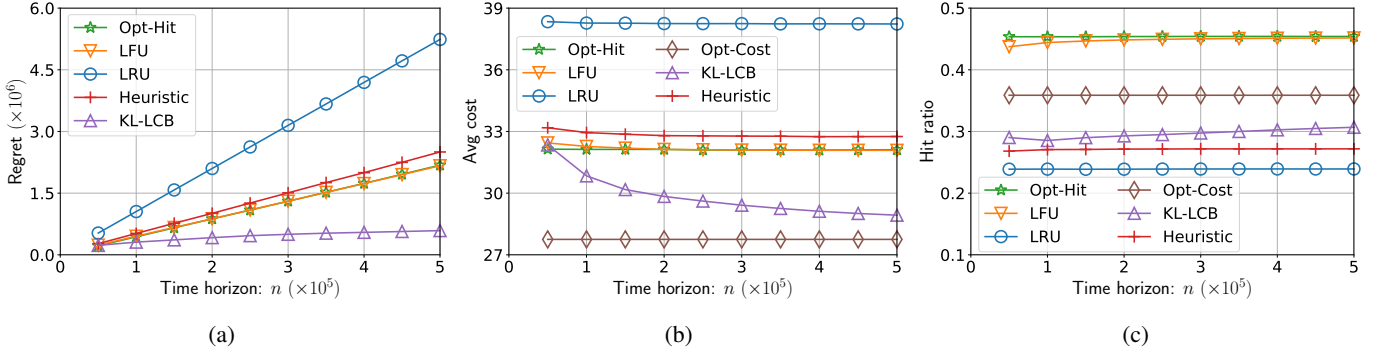 6.0
4.5
3.0
1.5
0.0
Regret (×10⁶)
Opt-Hit
LFU
LRU
Heuristic
KL-LCB
0 1 2 3 4 5
Time horizon: n (×10⁵)
(a)
39
36
33
30
27
Avg cost
Opt-Hit Opt-Cost
LFU KL-LCB
LRU Heuristic
0 1 2 3 4 5
Time horizon: n (×10⁵)
(b)
0.5
0.4
0.3
0.2
0.1
Hit ratio
Opt-Hit Opt-Cost
LFU KL-LCB
LRU Heuristic
0 1 2 3 4 5
Time horizon: n (×10⁵)
(c)